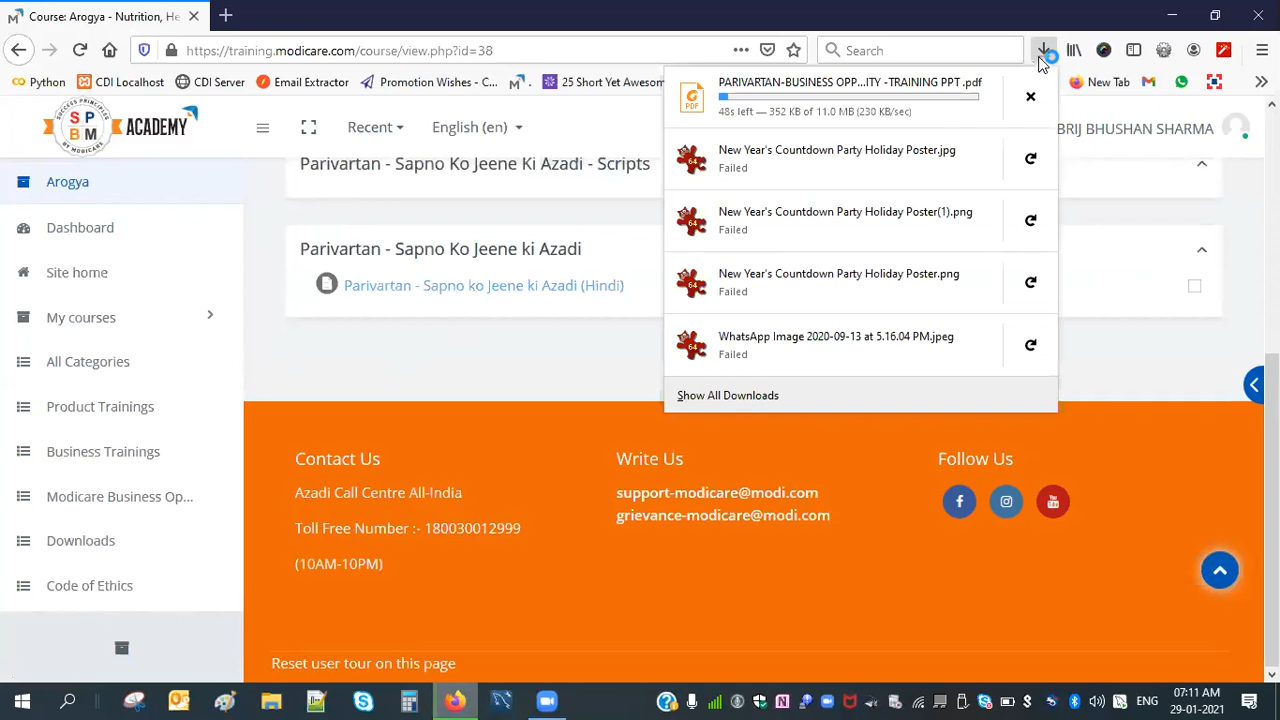 Course: Arogya - Nutrition, He
https://training.modicare.com/course/view.php?id=38
Search
Python
CDI Localhost
CDI Server
Email Extractor
Promotion Wishes - C...
25 Short Yet Awesom
New Tab
SUCCESS PRINCIPLES
SPBM
BY MODICARE
ACADEMY
Recent
English (en)
BRIJ BHUSHAN SHARMA
PARIVARTAN-BUSINESS OPP...ITY -TRAINING PPT .pdf
48s left — 352 KB of 11.0 MB (230 KB/sec)
New Year's Countdown Party Holiday Poster.jpg
Failed
New Year's Countdown Party Holiday Poster(1).png
Failed
New Year's Countdown Party Holiday Poster.png
Failed
WhatsApp Image 2020-09-13 at 5.16.04 PM.jpeg
Failed
Show All Downloads
PDF
64
64
64
64
Arogya
Dashboard
Site home
My courses
All Categories
Product Trainings
Business Trainings
Modicare Business Op...
Downloads
Code of Ethics
Parivartan - Sapno Ko Jeene Ki Azadi - Scripts
Parivartan - Sapno Ko Jeene ki Azadi
Parivartan - Sapno ko Jeene ki Azadi (Hindi)
Contact Us
Azadi Call Centre All-India
Toll Free Number :- 180030012999
(10AM-10PM)
Write Us
support-modicare@modi.com
grievance-modicare@modi.com
Follow Us
Reset user tour on this page
ENG
07:11 AM
29-01-2021